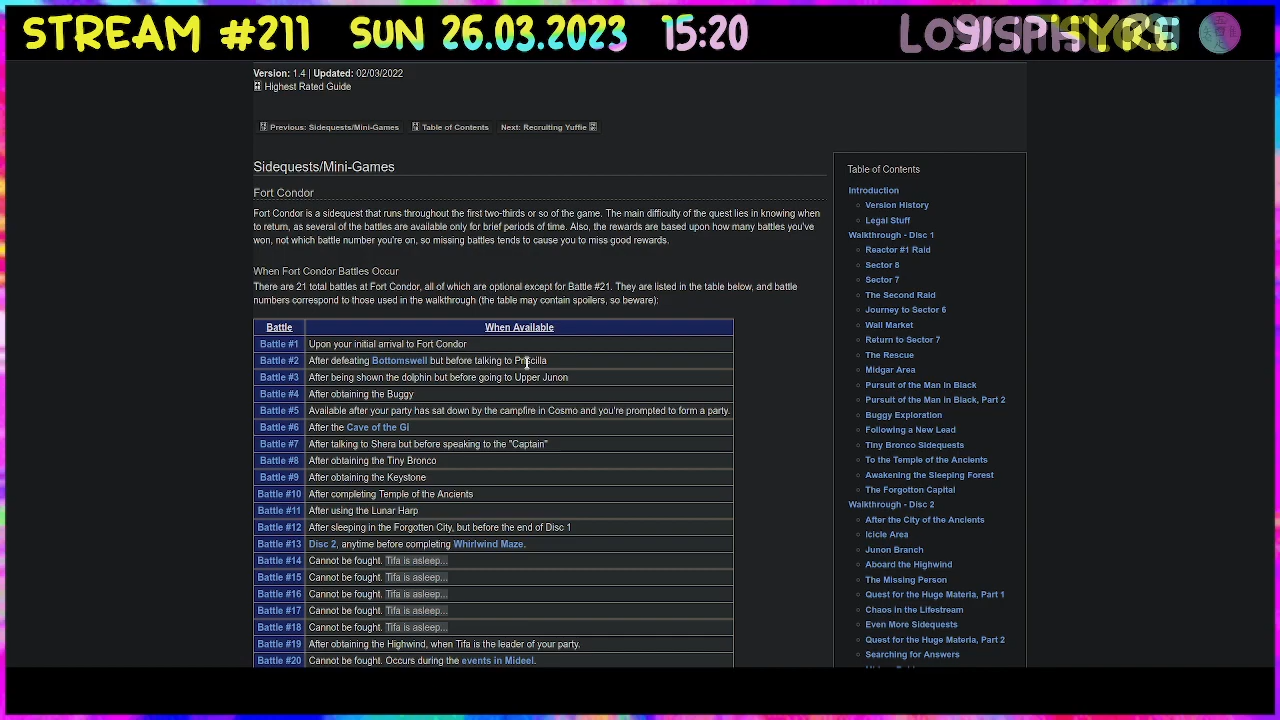 STREAM #211 SUN 26.03.2023 15:20
Version: 1.4 | Updated: 02/03/2022
Highest Rated Guide
Previous: Sidequests/Mini-Games Table of Contents Next: Recruiting Yuffie
Sidequests/Mini-Games
Fort Condor
Fort Condor is a sidequest that runs throughout the first two-thirds or so of the game. The main difficulty of the quest lies in knowing when
to return, as several of the battles are available only for brief periods of time. Also, the rewards are based upon how many battles you've
won, not which battle number you're on, so missing battles tends to cause you to miss good rewards.
When Fort Condor Battles Occur
There are 21 total battles at Fort Condor, all of which are optional except for Battle #21. They are listed in the table below, and battle
numbers correspond to those used in the walkthrough (the table may contain spoilers, so beware):
Battle When Available
Battle #1 Upon your initial arrival to Fort Condor
Battle #2 After defeating Bottomswell but before talking to Priscilla
Battle #3 After being shown the dolphin but before going to Upper Junon
Battle #4 After obtaining the Buggy
Battle #5 Available after your party has sat down by the campfire in Cosmo and you're prompted to form a party.
Battle #6 After the Cave of the Gi
Battle #7 After talking to Shera but before speaking to the "Captain"
Battle #8 After obtaining the Tiny Bronco
Battle #9 After obtaining the Keystone
Battle #10 After completing Temple of the Ancients
Battle #11 After using the Lunar Harp
Battle #12 After sleeping in the Forgotten City, but before the end of Disc 1
Battle #13 Disc 2, anytime before completing Whirlwind Maze.
Battle #14 Cannot be fought. Tifa is asleep...
Battle #15 Cannot be fought. Tifa is asleep...
Battle #16 Cannot be fought. Tifa is asleep...
Battle #17 Cannot be fought. Tifa is asleep...
Battle #18 Cannot be fought. Tifa is asleep...
Battle #19 After obtaining the Highwind, when Tifa is the leader of your party.
Battle #20 Cannot be fought. Occurs during the events in Mideel.
Table of Contents
Introduction
Version History
Legal Stuff
Walkthrough - Disc 1
Reactor #1 Raid
Sector 8
Sector 7
The Second Raid
Journey to Sector 6
Wall Market
Return to Sector 7
The Rescue
Midgar Area
Pursuit of the Man in Black
Pursuit of the Man in Black, Part 2
Buggy Exploration
Following a New Lead
Tiny Bronco Sidequests
To the Temple of the Ancients
Awakening the Sleeping Forest
The Forgotten Capital
Walkthrough - Disc 2
After the City of the Ancients
Icicle Area
Junon Branch
Aboard the Highwind
The Missing Person
Quest for the Huge Materia, Part 1
Chaos in the Lifestream
Even More Sidequests
Quest for the Huge Materia, Part 2
Searching for Answers